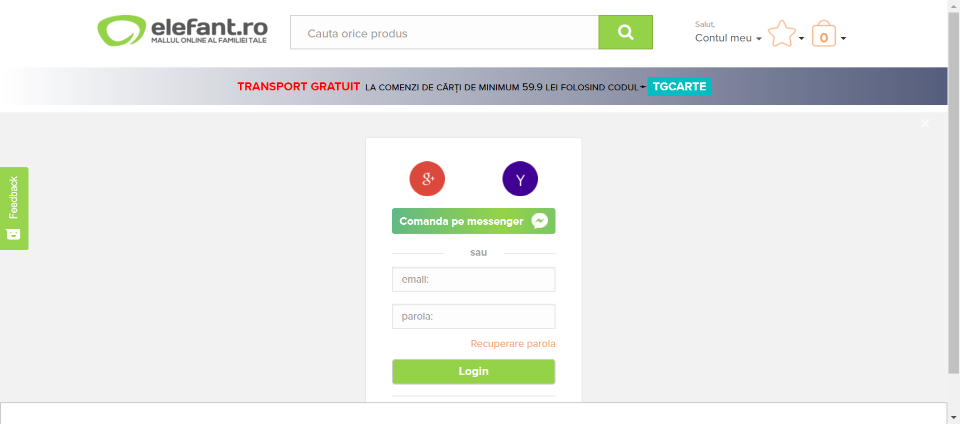 elefant.ro
MALLUL ONLINE AL FAMILIEI TALE
Cauta orice produs
Salut,
Contul meu
0
TRANSPORT GRATUIT LA COMENZI DE CĂRȚI DE MINIMUM 59.9 LEI FOLOSIND CODUL TGCARTE
Feedback
g+
Y
Comanda pe messenger
sau
email:
parola:
Recuperare parola
Login